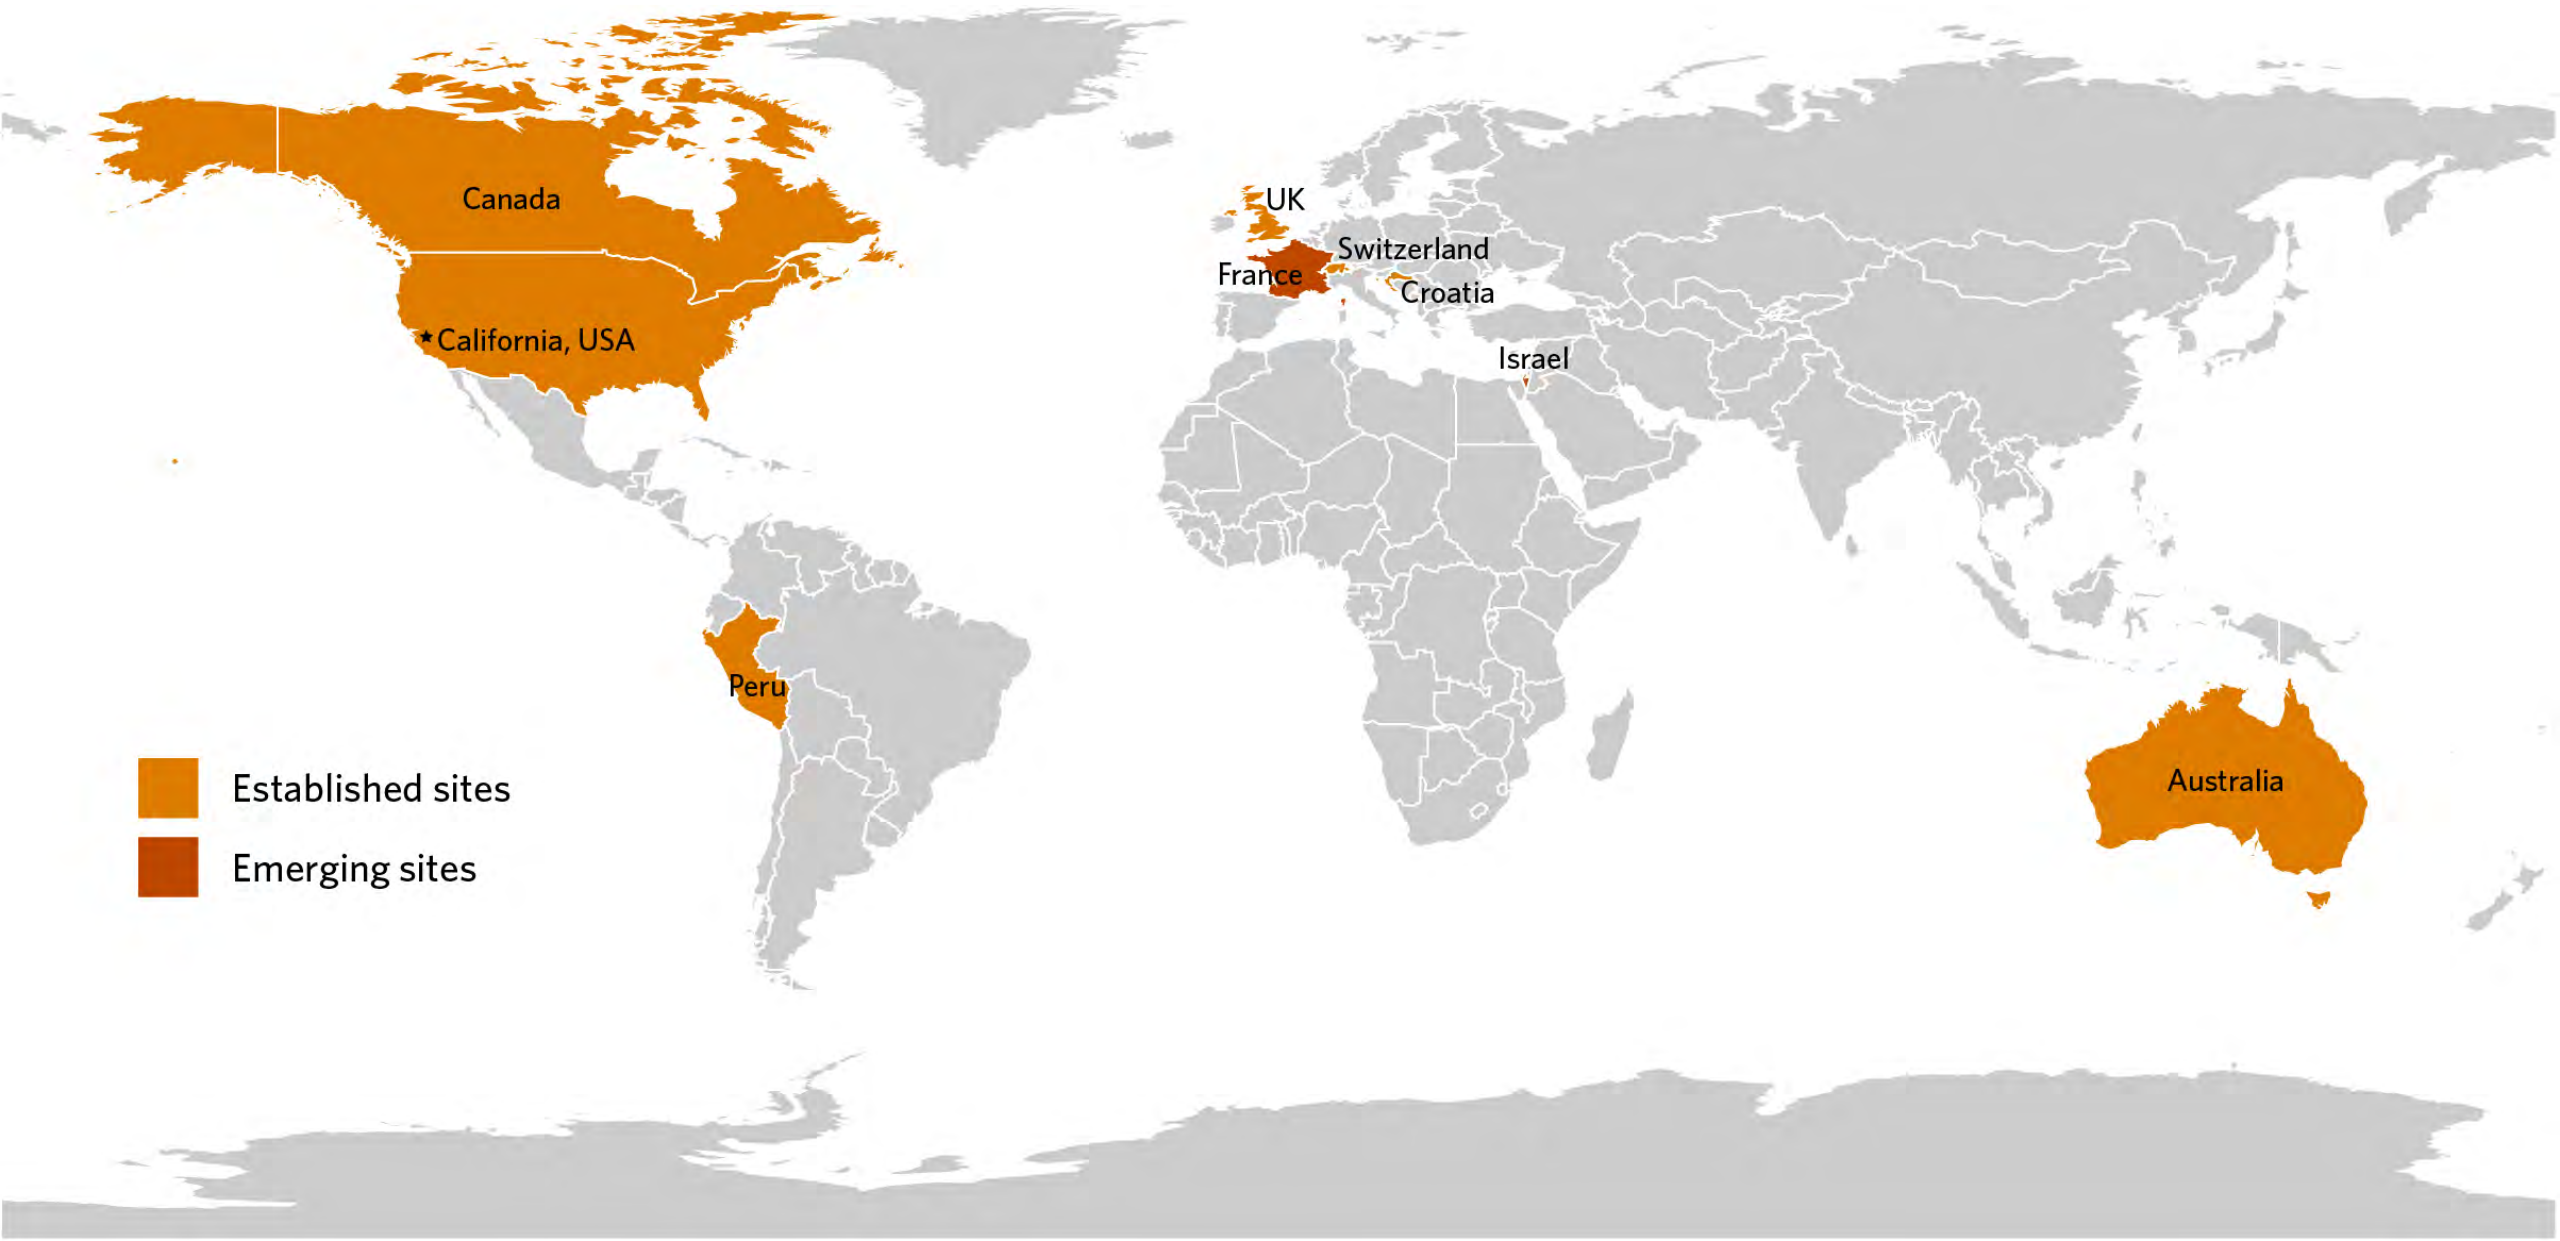 Canada
UK
Switzerland
France
Croatia
California, USA
Israel
Peru
Australia
Established sites
Emerging sites